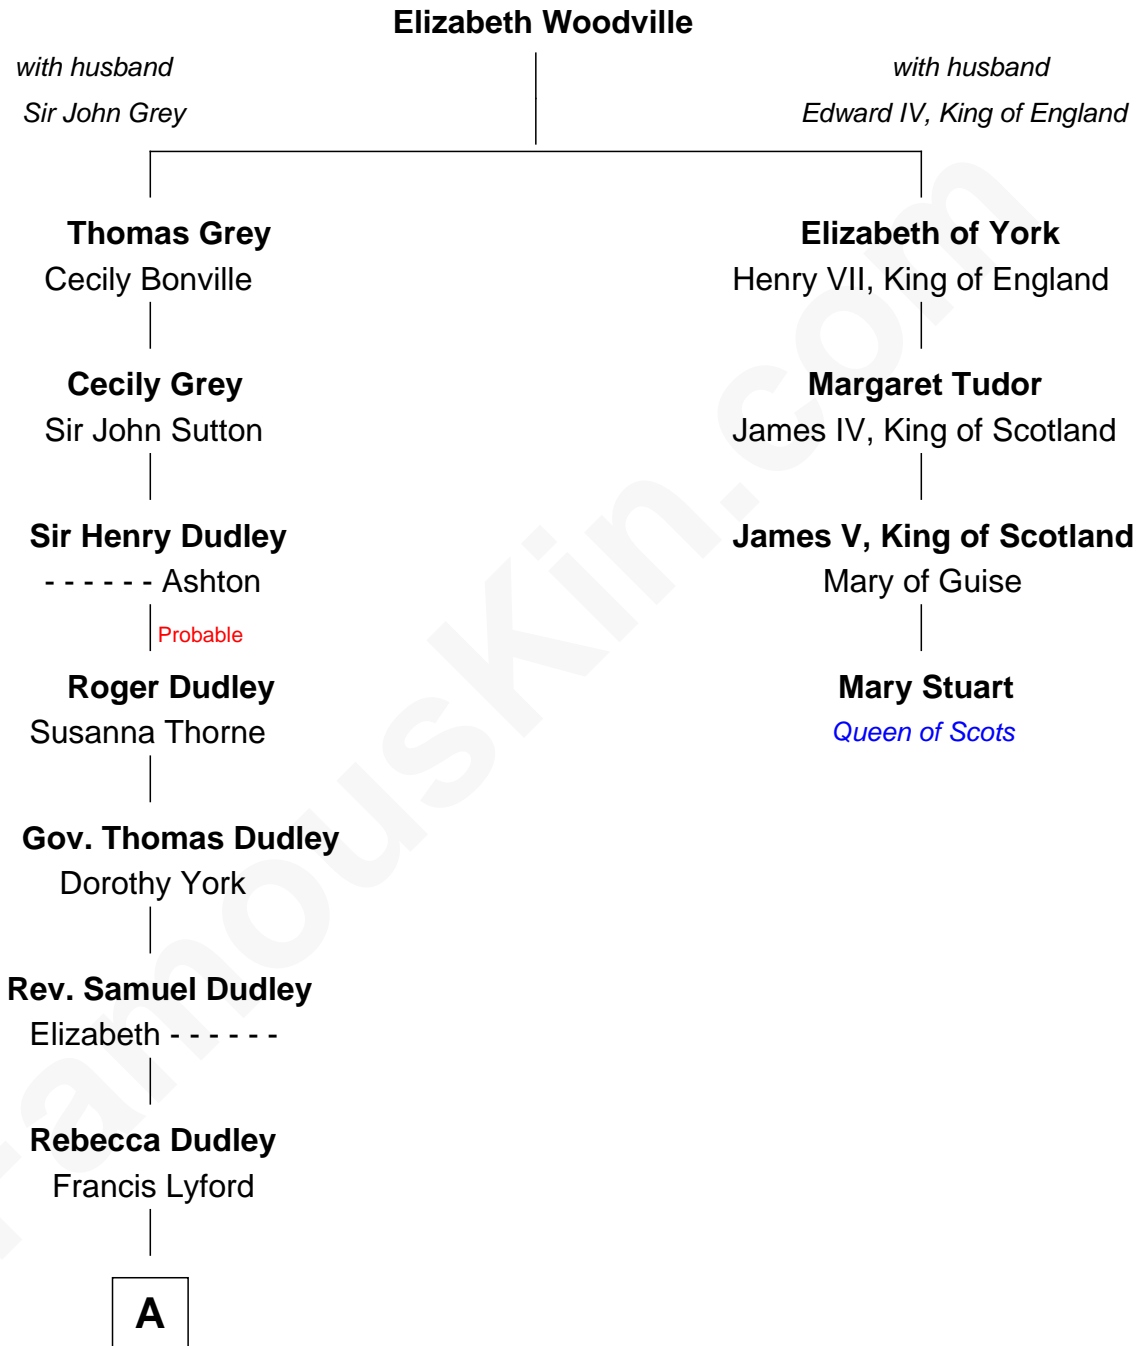 Elizabeth Woodville
with husband
Sir John Grey
with husband
Edward IV, King of England
Thomas Grey
Cecily Bonville
Elizabeth of York
Henry VII, King of England
Cecily Grey
Sir John Sutton
Margaret Tudor
James IV, King of Scotland
Sir Henry Dudley
- - - - - - Ashton
James V, King of Scotland
Mary of Guise
Probable
Roger Dudley
Susanna Thorne
Mary Stuart
Queen of Scots
Gov. Thomas Dudley
Dorothy York
Rev. Samuel Dudley
Elizabeth - - - - - -
Rebecca Dudley
Francis Lyford
A
FamousKin.com